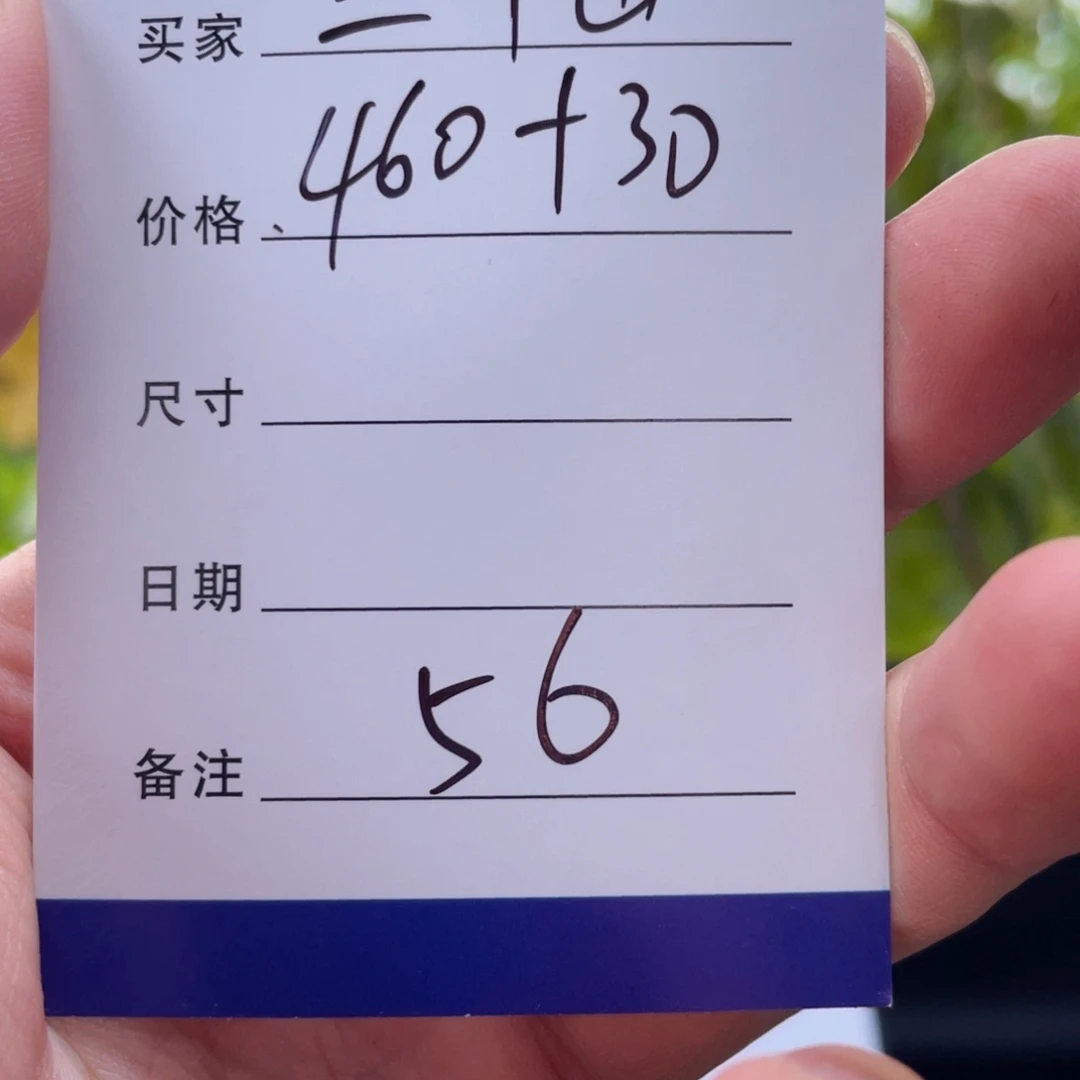 买家
价格 460+30
尺寸
日期
备注 56